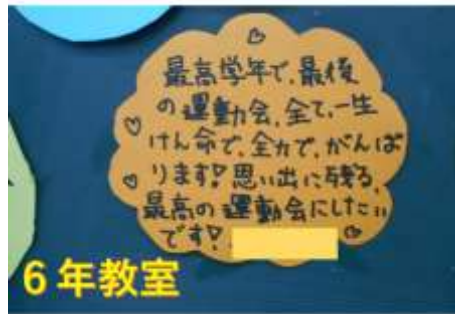 最高学年で、最後
の運動会、全て、一生
けん命で、全力で、がんば
ります!思い出に残る、
最高の運動会にしたい
です!
6年教室